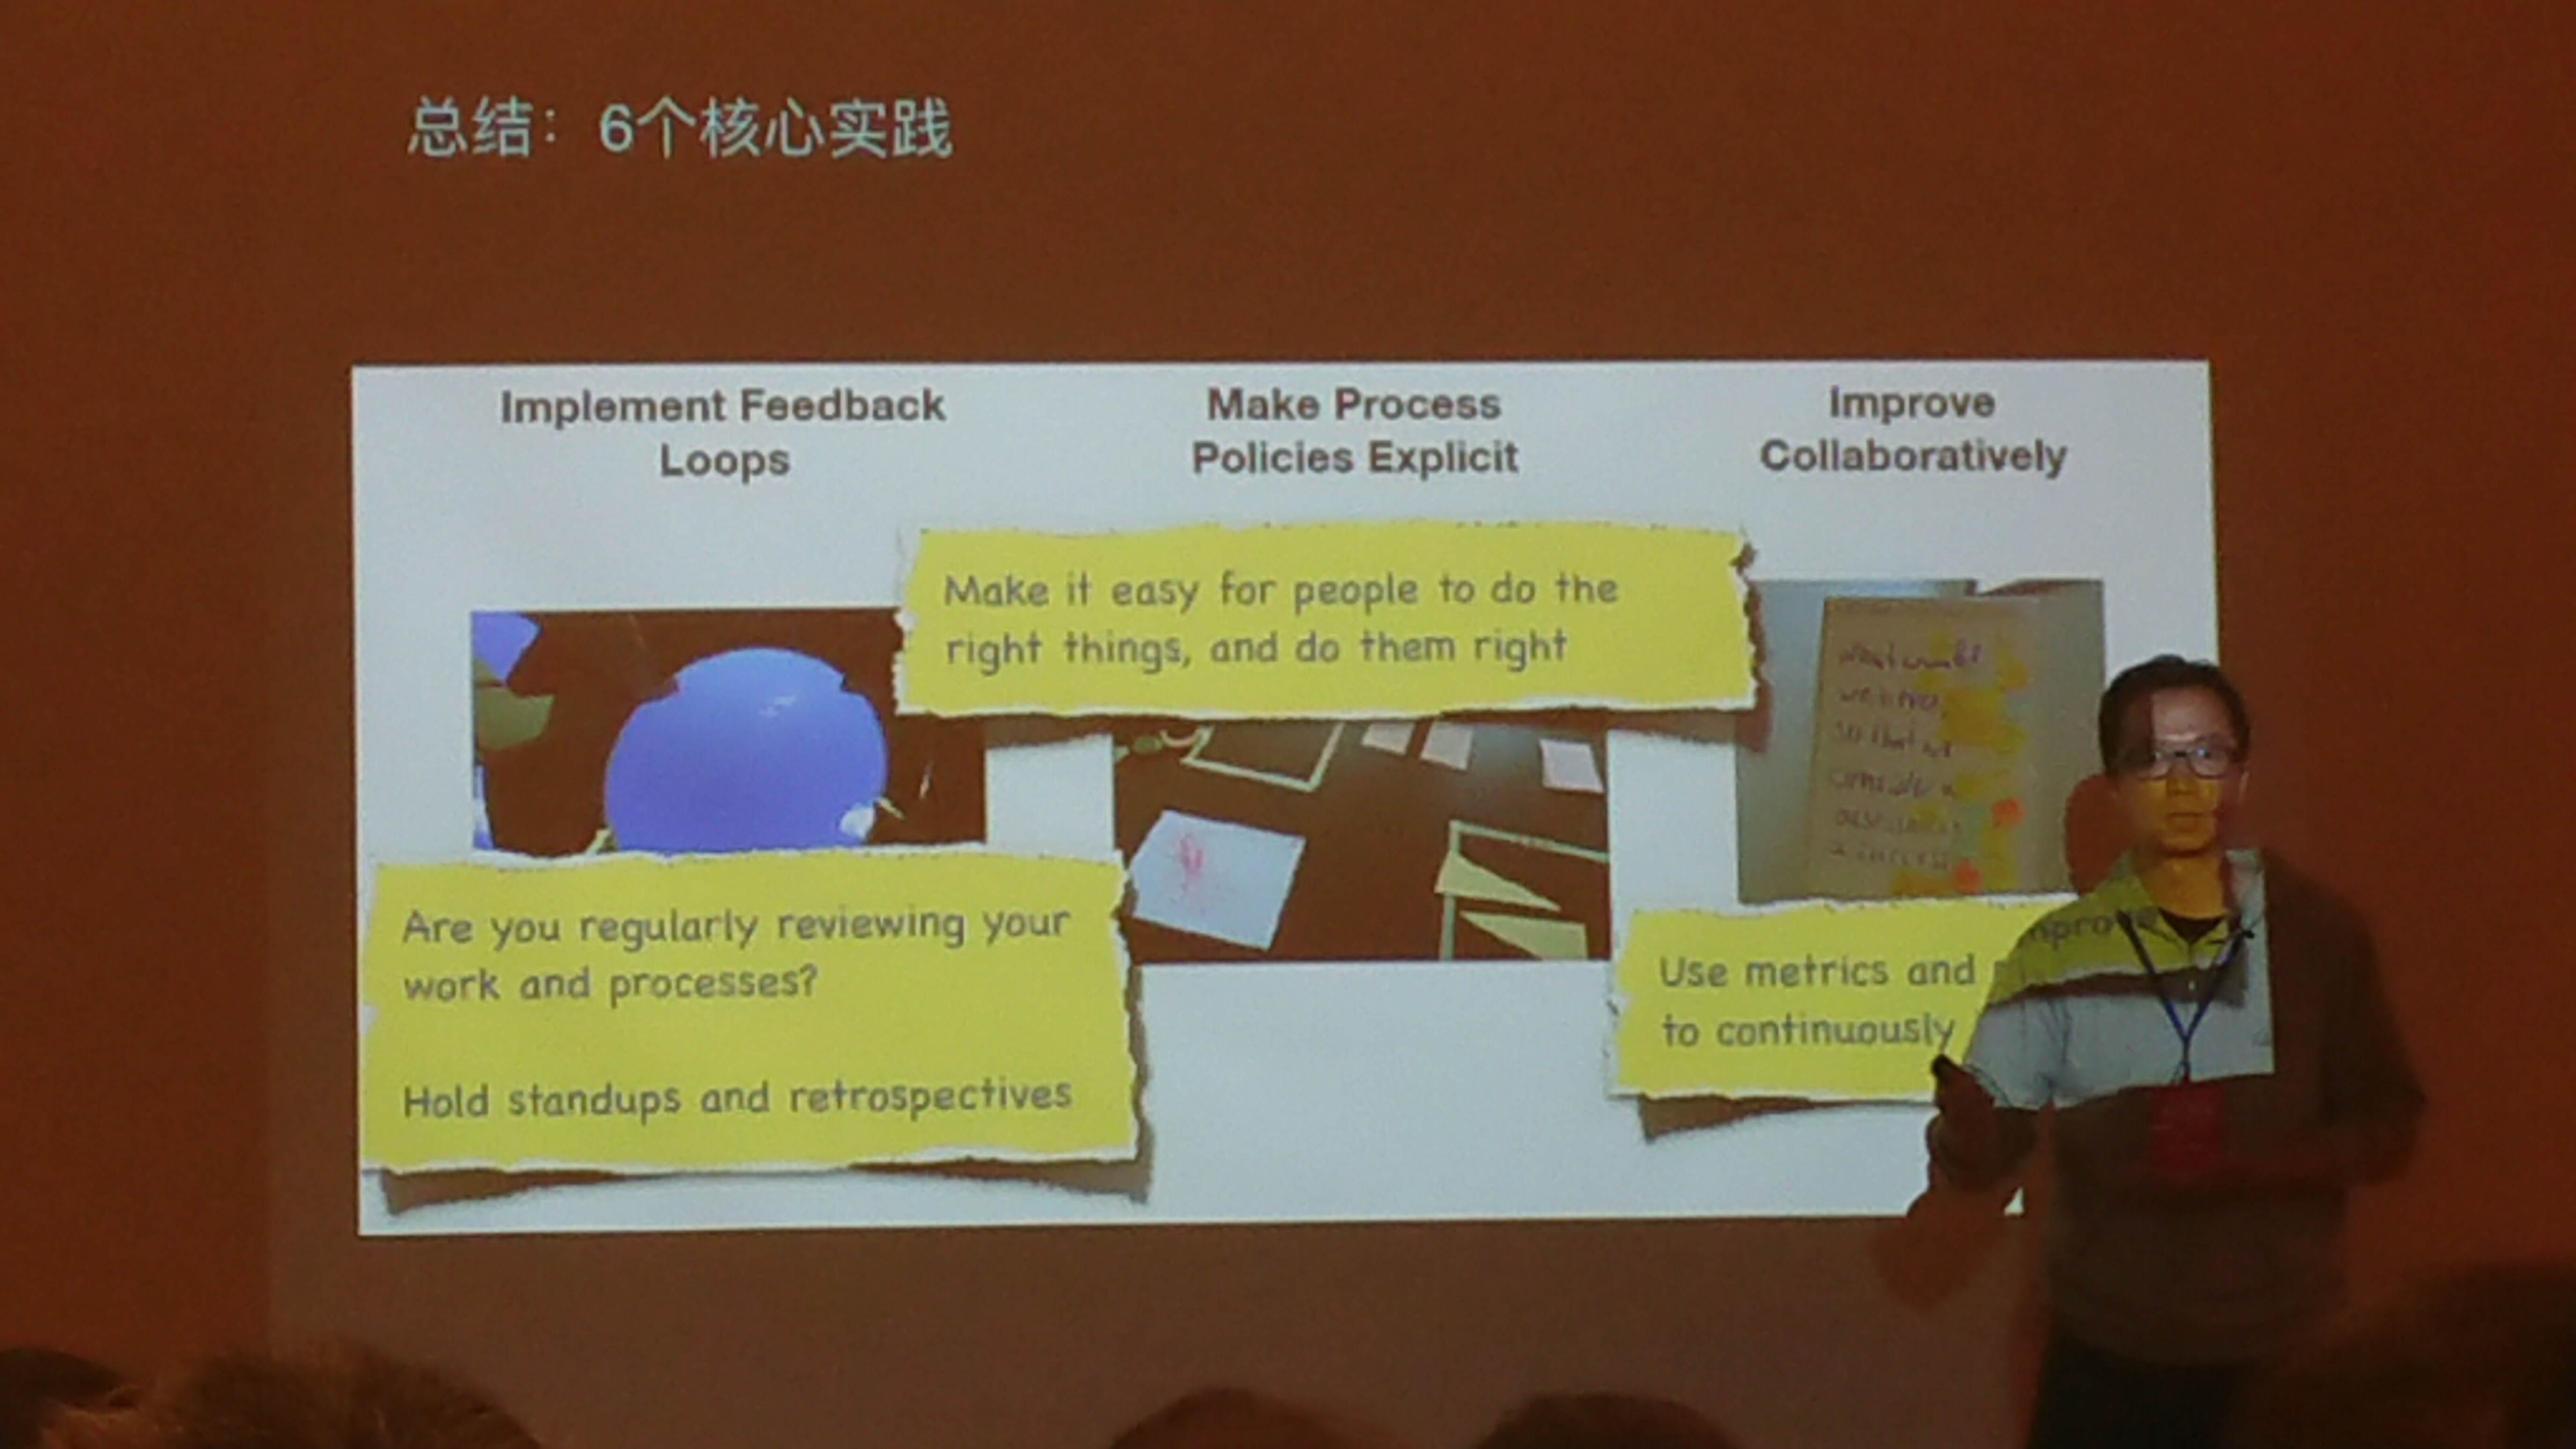 总结：6个核心实践
Implement Feedback
Loops
Make Process
Policies Explicit
Improve
Collaboratively
Make it easy for people to do the
right things, and do them right
Are you regularly reviewing your
work and processes?
Hold standups and retrospectives
Use metrics and
to continuously